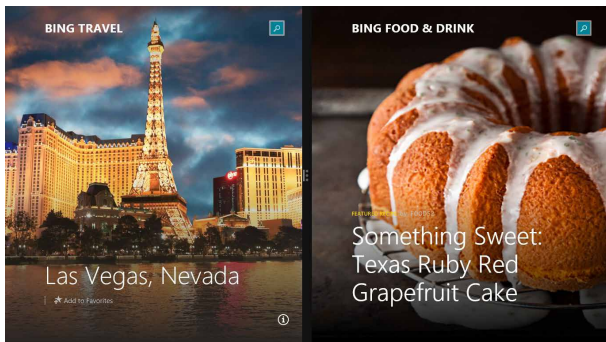 BING TRAVEL
Las Vegas, Nevada
Add to Favorites
BING FOOD & DRINK
Something Sweet:
Texas Ruby Red
Grapefruit Cake